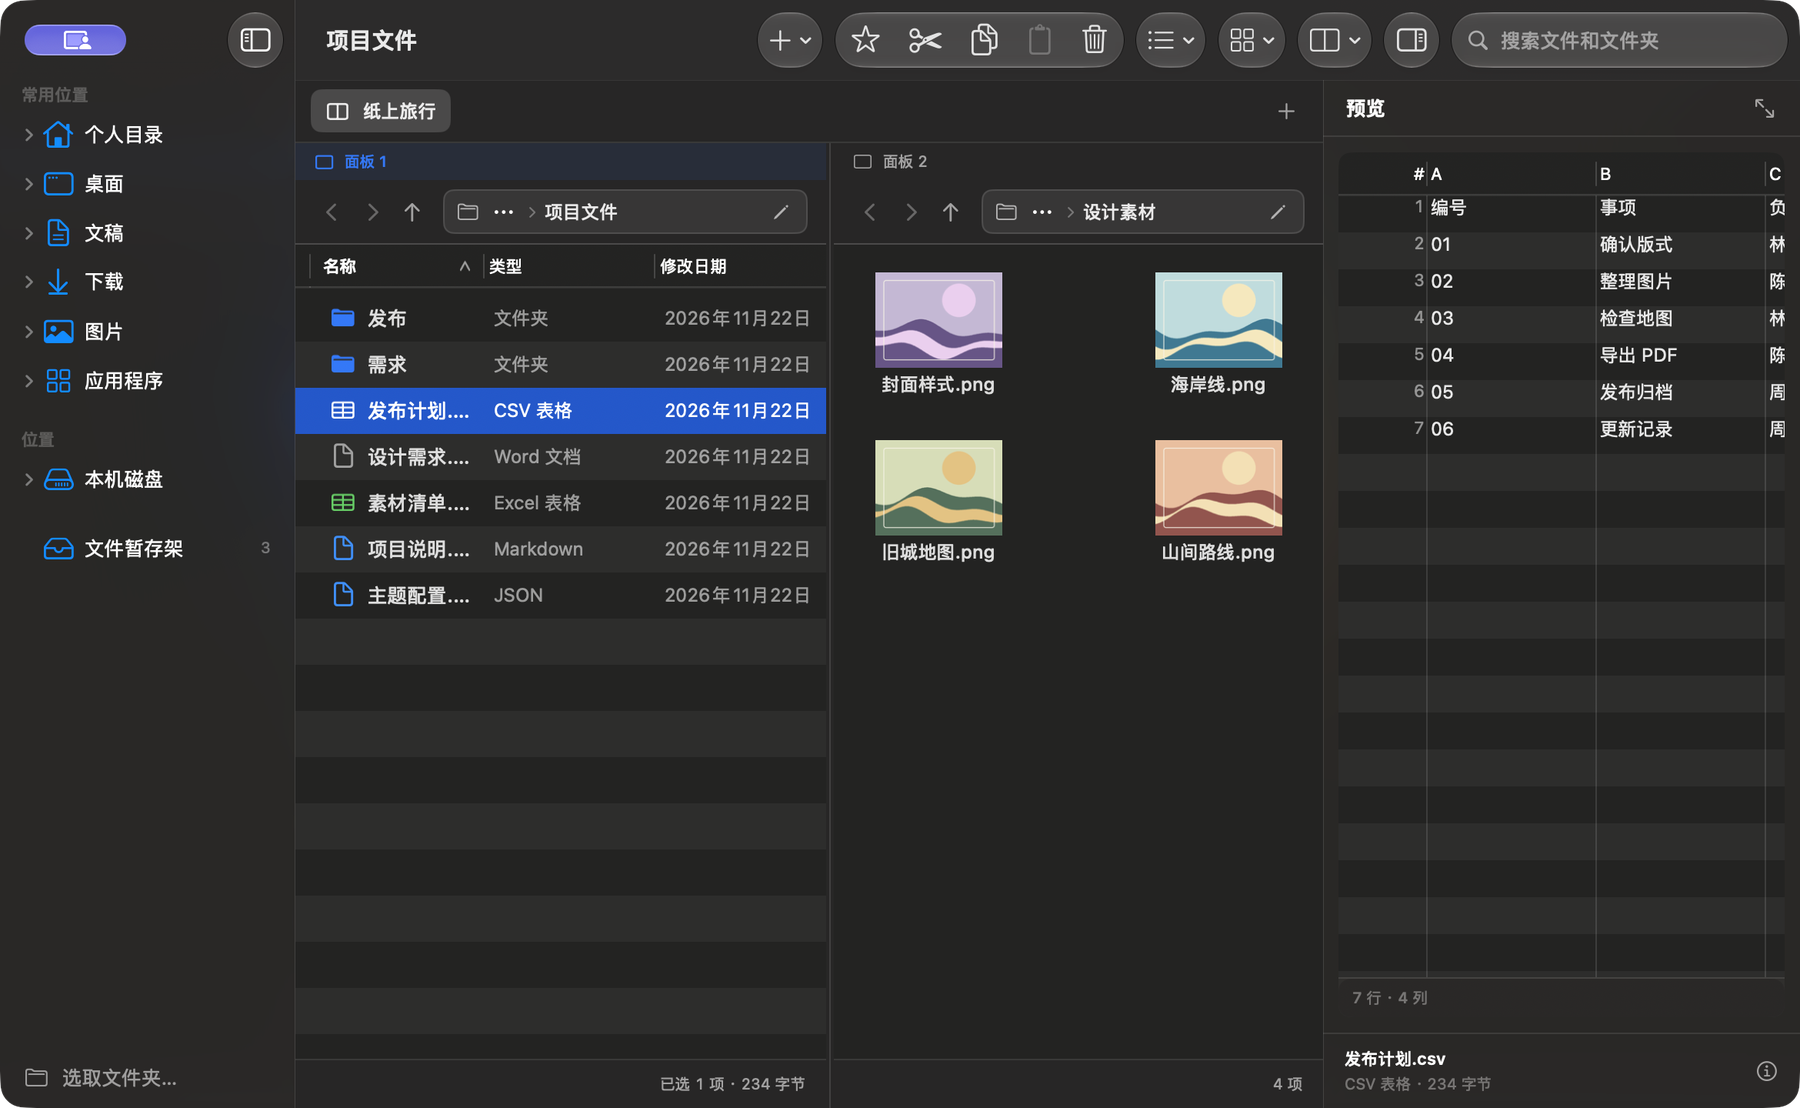 项目文件
搜索文件和文件夹
常用位置
个人目录
桌面
文稿
下载
图片
应用程序
位置
本机磁盘
文件暂存架 3
选取文件夹...
纸上旅行
面板 1
... 项目文件
名称 类型 修改日期
发布 文件夹 2026年11月22日
需求 文件夹 2026年11月22日
发布计划.... CSV 表格 2026年11月22日
设计需求.... Word 文档 2026年11月22日
素材清单.... Excel 表格 2026年11月22日
项目说明.... Markdown 2026年11月22日
主题配置.... JSON 2026年11月22日
已选 1 项 · 234 字节
面板 2
... 设计素材
封面样式.png 海岸线.png
旧城地图.png 山间路线.png
4 项
预览
# A B C
1 编号 事项 负
2 01 确认版式 林
3 02 整理图片 陈
4 03 检查地图 林
5 04 导出 PDF 陈
6 05 发布归档 周
7 06 更新记录 周
7 行 · 4 列
发布计划.csv
CSV 表格 · 234 字节